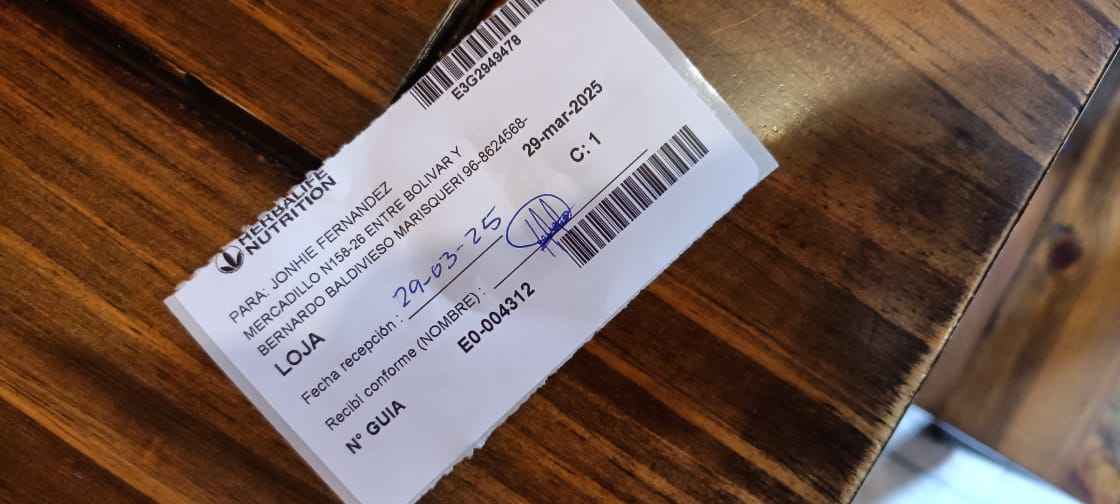 E3G2949478
HERBALIFE
NUTRITION
29-mar-2025
C: 1
PARA: JONHIE FERNANDEZ
MERCADILLO N158-26 ENTRE BOLIVAR Y
BERNARDO BALDIVIESO MARISQUERI 96-8624568-
LOJA
Fecha recepción : 29-03-25
Recibí conforme (NOMBRE) :
N° GUIA E0-004312